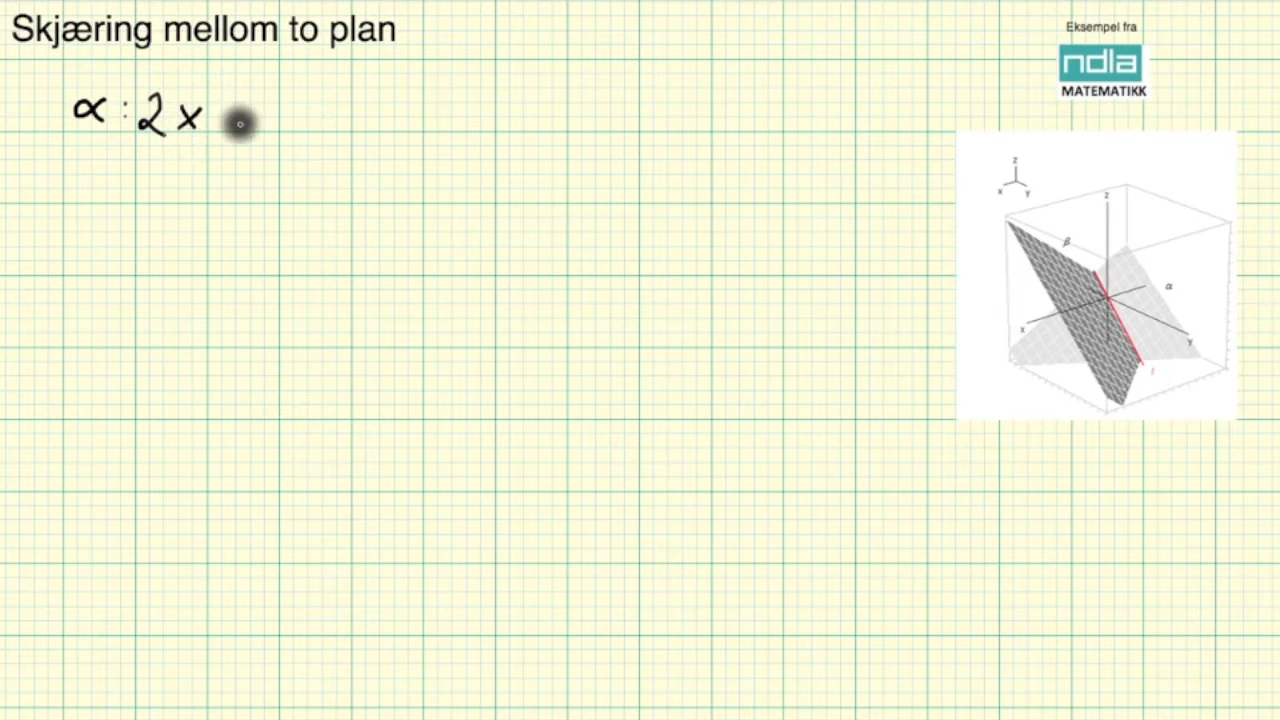 Skjæring mellom to plan
Eksempel fra
ndla
MATEMATIKK
α : 2x
z
x
y
z
β
α
x
y
l